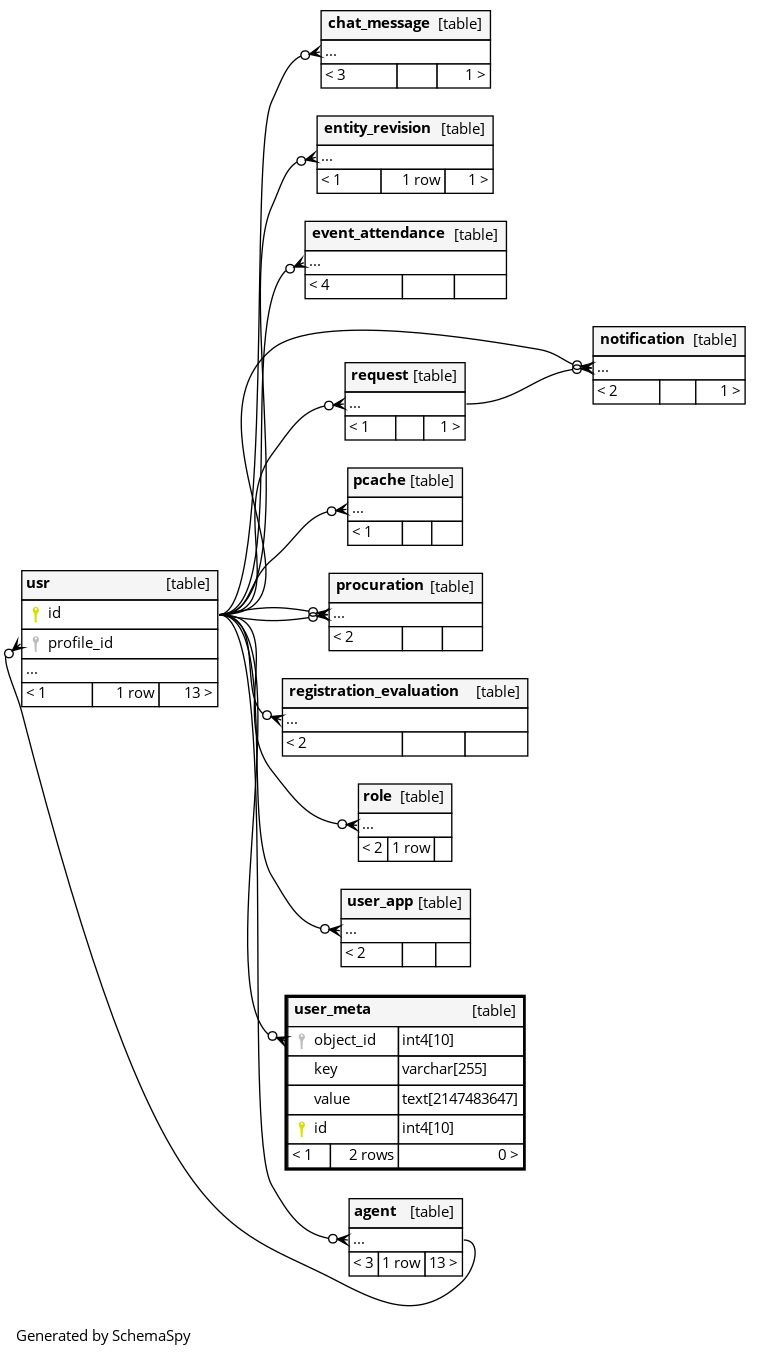 chat_message [table]
...
< 3 1 >
entity_revision [table]
...
< 1 1 row 1 >
event_attendance [table]
...
< 4
notification [table]
...
< 2 1 >
request [table]
...
< 1 1 >
pcache [table]
...
< 1
usr [table]
id
profile_id
...
< 1 1 row 13 >
procuration [table]
...
< 2
registration_evaluation [table]
...
< 2
role [table]
...
< 2 1 row
user_app [table]
...
< 2
user_meta [table]
object_id int4[10]
key varchar[255]
value text[2147483647]
id int4[10]
< 1 2 rows 0 >
agent [table]
...
< 3 1 row 13 >
Generated by SchemaSpy